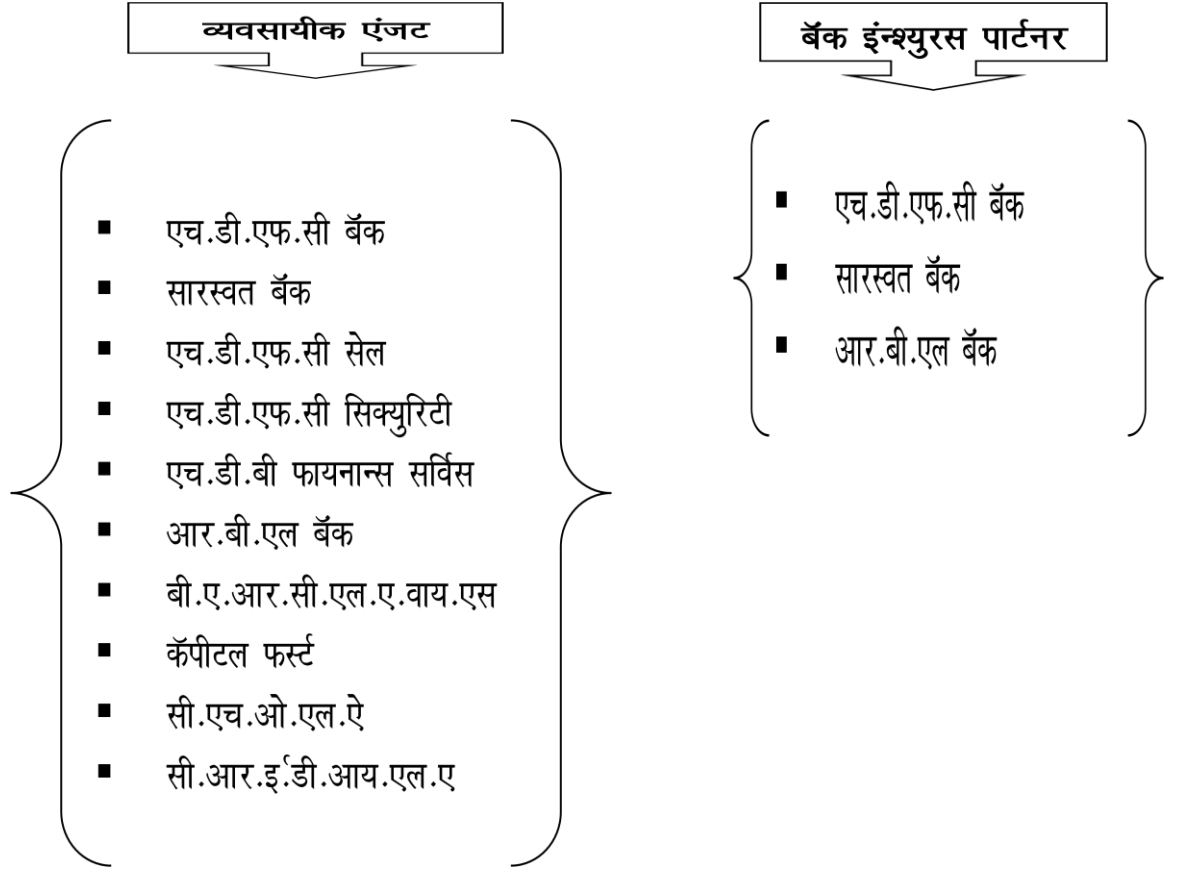 व्यवसायीक एंजट
▪ एच.डी.एफ.सी बॅक
▪ सारस्वत बॅक
▪ एच.डी.एफ.सी सेल
▪ एच.डी.एफ.सी सिक्युरिटी
▪ एच.डी.बी फायनान्स सर्विस
▪ आर.बी.एल बॅक
▪ बी.ए.आर.सी.एल.ए.वाय.एस
▪ कॅपीटल फर्स्ट
▪ सी.एच.ओ.एल.ऐ
▪ सी.आर.ई.डी.आय.एल.ए
बॅक इंन्श्युरस पार्टनर
▪ एच.डी.एफ.सी बॅक
▪ सारस्वत बॅक
▪ आर.बी.एल बॅक